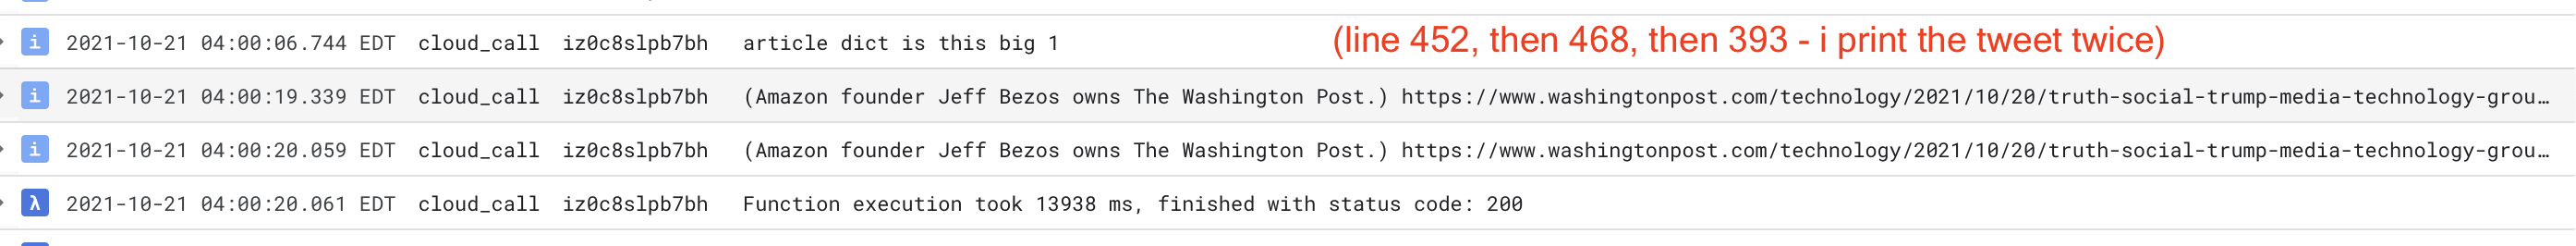 i 2021-10-21 04:00:06.744 EDT cloud_call iz0c8slpb7bh article dict is this big 1 (line 452, then 468, then 393 - i print the tweet twice)
i 2021-10-21 04:00:19.339 EDT cloud_call iz0c8slpb7bh (Amazon founder Jeff Bezos owns The Washington Post.) https://www.washingtonpost.com/technology/2021/10/20/truth-social-trump-media-technology-grou…
i 2021-10-21 04:00:20.059 EDT cloud_call iz0c8slpb7bh (Amazon founder Jeff Bezos owns The Washington Post.) https://www.washingtonpost.com/technology/2021/10/20/truth-social-trump-media-technology-grou…
λ 2021-10-21 04:00:20.061 EDT cloud_call iz0c8slpb7bh Function execution took 13938 ms, finished with status code: 200